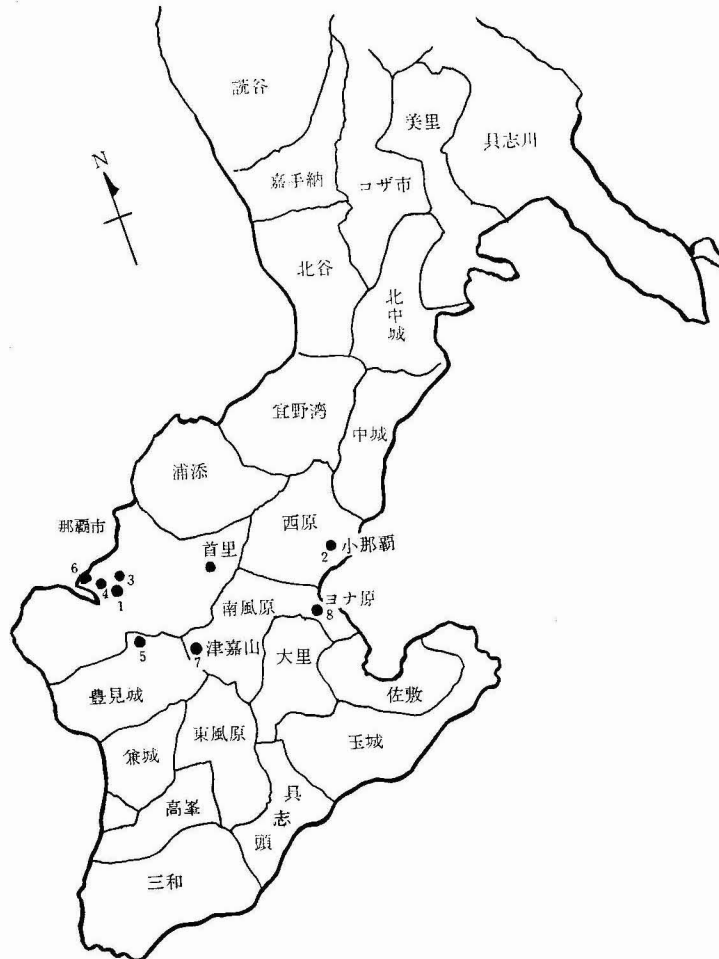 読谷
美里
具志川
N
嘉手納
コザ市
北谷
北中城
宜野湾
中城
浦添
那覇市
西原
首里
2
小那覇
6
3
4
1
南風原
ヨナ原
8
5
7
津嘉山
大里
豊見城
佐敷
東風原
玉城
兼城
具志頭
高峯
三和